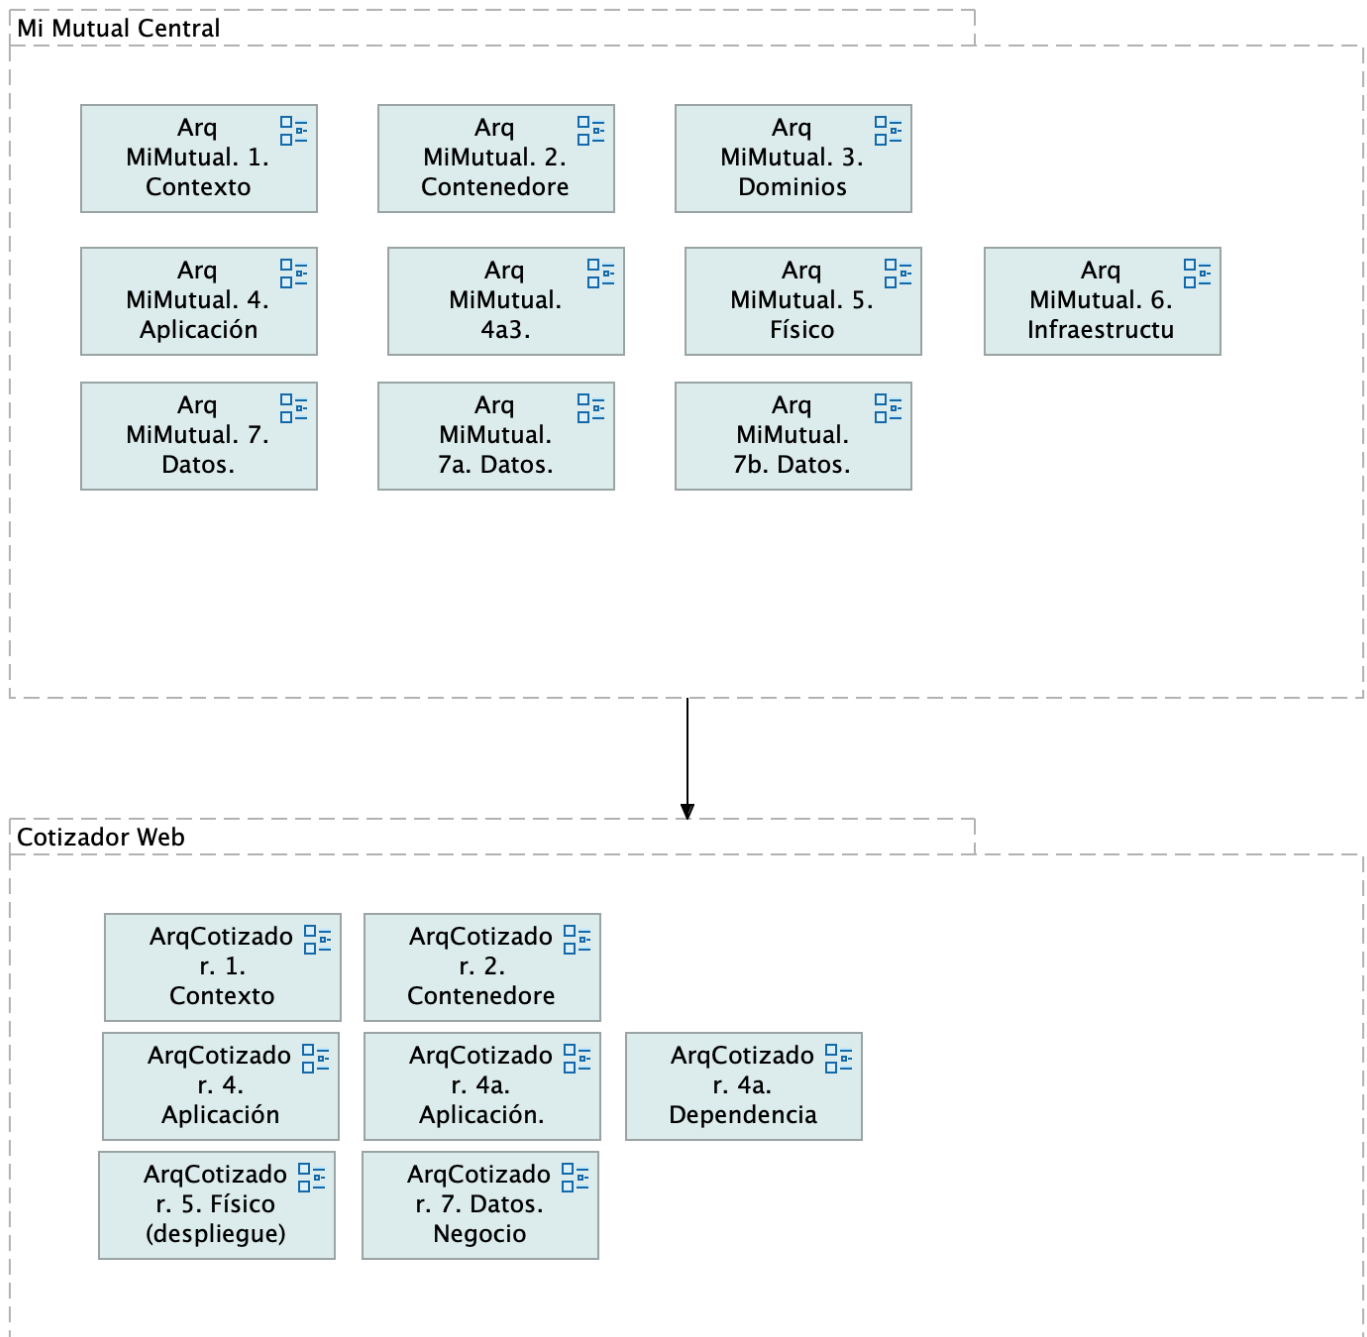 Mi Mutual Central
Arq
MiMutual. 1.
Contexto
Arq
MiMutual. 2.
Contenedore
Arq
MiMutual. 3.
Dominios
Arq
MiMutual. 4.
Aplicación
Arq
MiMutual.
4a3.
Arq
MiMutual. 5.
Físico
Arq
MiMutual. 6.
Infraestructu
Arq
MiMutual. 7.
Datos.
Arq
MiMutual.
7a. Datos.
Arq
MiMutual.
7b. Datos.
Cotizador Web
ArqCotizado
r. 1.
Contexto
ArqCotizado
r. 2.
Contenedore
ArqCotizado
r. 4.
Aplicación
ArqCotizado
r. 4a.
Aplicación.
ArqCotizado
r. 4a.
Dependencia
ArqCotizado
r. 5. Físico
(despliegue)
ArqCotizado
r. 7. Datos.
Negocio